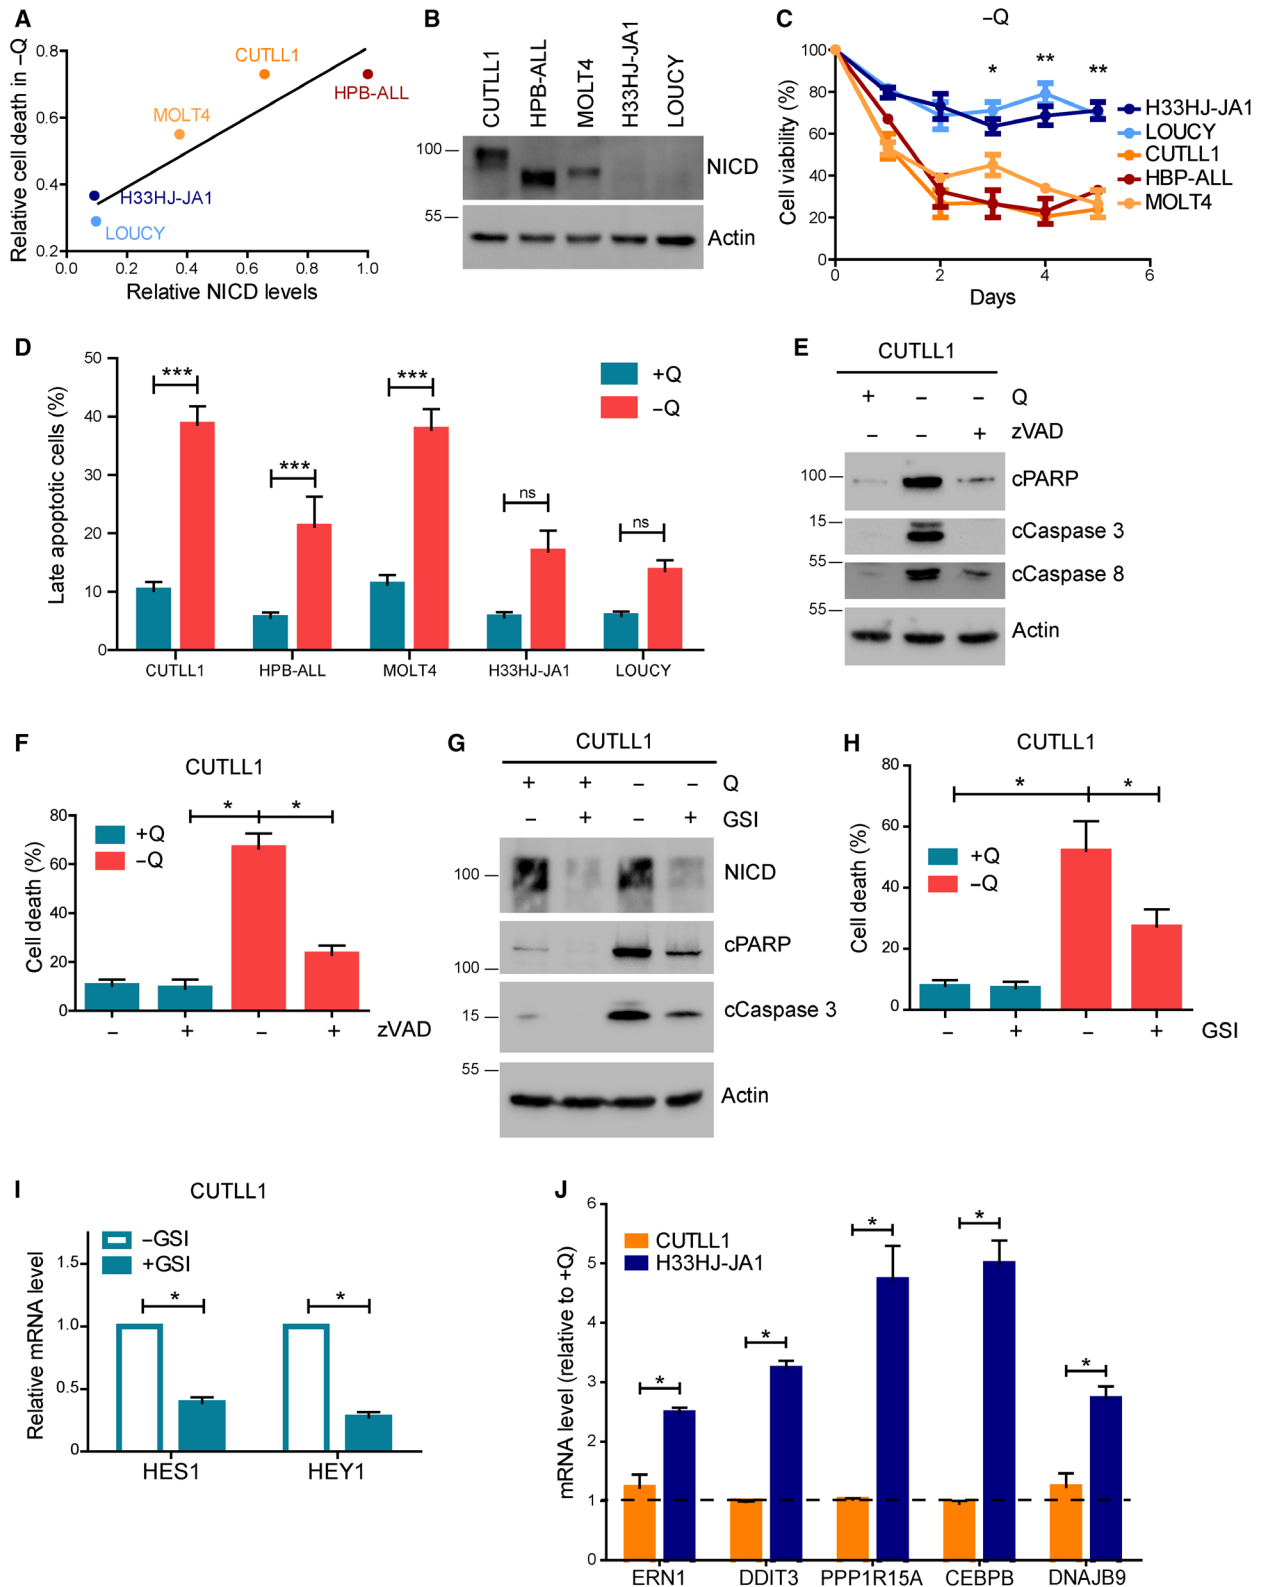 A
Relative cell death in –Q
0.8
0.6
0.4
0.2
0.0
0.2
0.4
0.6
0.8
1.0
CUTLL1
HPB-ALL
MOLT4
H33HJ-JA1
LOUCY
Relative NICD levels
B
CUTLL1
HPB-ALL
MOLT4
H33HJ-JA1
LOUCY
100
NICD
55
Actin
C
–Q
Cell viability (%)
100
80
60
40
20
0
0
2
4
6
Days
*
**
**
H33HJ-JA1
LOUCY
CUTLL1
HBP-ALL
MOLT4
D
Late apoptotic cells (%)
50
40
30
20
10
0
***
***
***
ns
ns
+Q
–Q
CUTLL1
HPB-ALL
MOLT4
H33HJ-JA1
LOUCY
E
CUTLL1
+ – – Q
– – + zVAD
100
cPARP
15
cCaspase 3
55
cCaspase 8
55
Actin
F
CUTLL1
Cell death (%)
80
60
40
20
0
+Q
–Q
* *
– + – + zVAD
G
CUTLL1
+ + – – Q
– + – + GSI
100
NICD
cPARP
100
15
cCaspase 3
55
Actin
H
CUTLL1
Cell death (%)
80
60
40
20
0
* *
+Q
–Q
– + – + GSI
I
CUTLL1
Relative mRNA level
–GSI
+GSI
1.5
1.0
0.5
0
* *
HES1
HEY1
J
mRNA level (relative to +Q)
6
5
4
3
2
1
0
CUTLL1
H33HJ-JA1
*
*
*
*
*
ERN1
DDIT3
PPP1R15A
CEBPB
DNAJB9